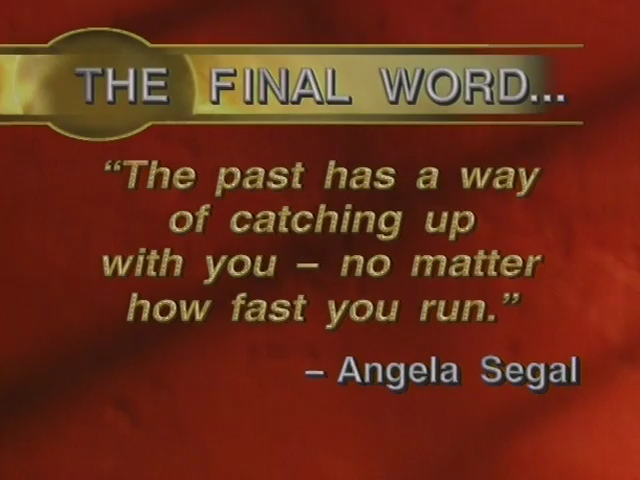 THE FINAL WORD...
“The past has a way
of catching up
with you – no matter
how fast you run.”
– Angela Segal